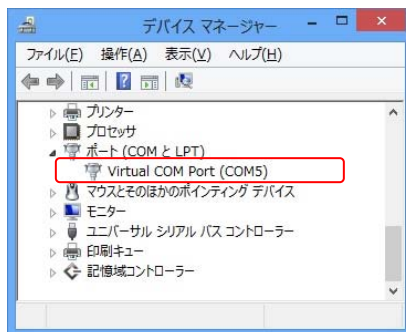 デバイス マネージャー
ファイル(F) 操作(A) 表示(V) ヘルプ(H)
プリンター
プロセッサ
ポート (COM と LPT)
Virtual COM Port (COM5)
マウスとそのほかのポインティング デバイス
モニター
ユニバーサル シリアル バス コントローラー
印刷キュー
記憶域コントローラー